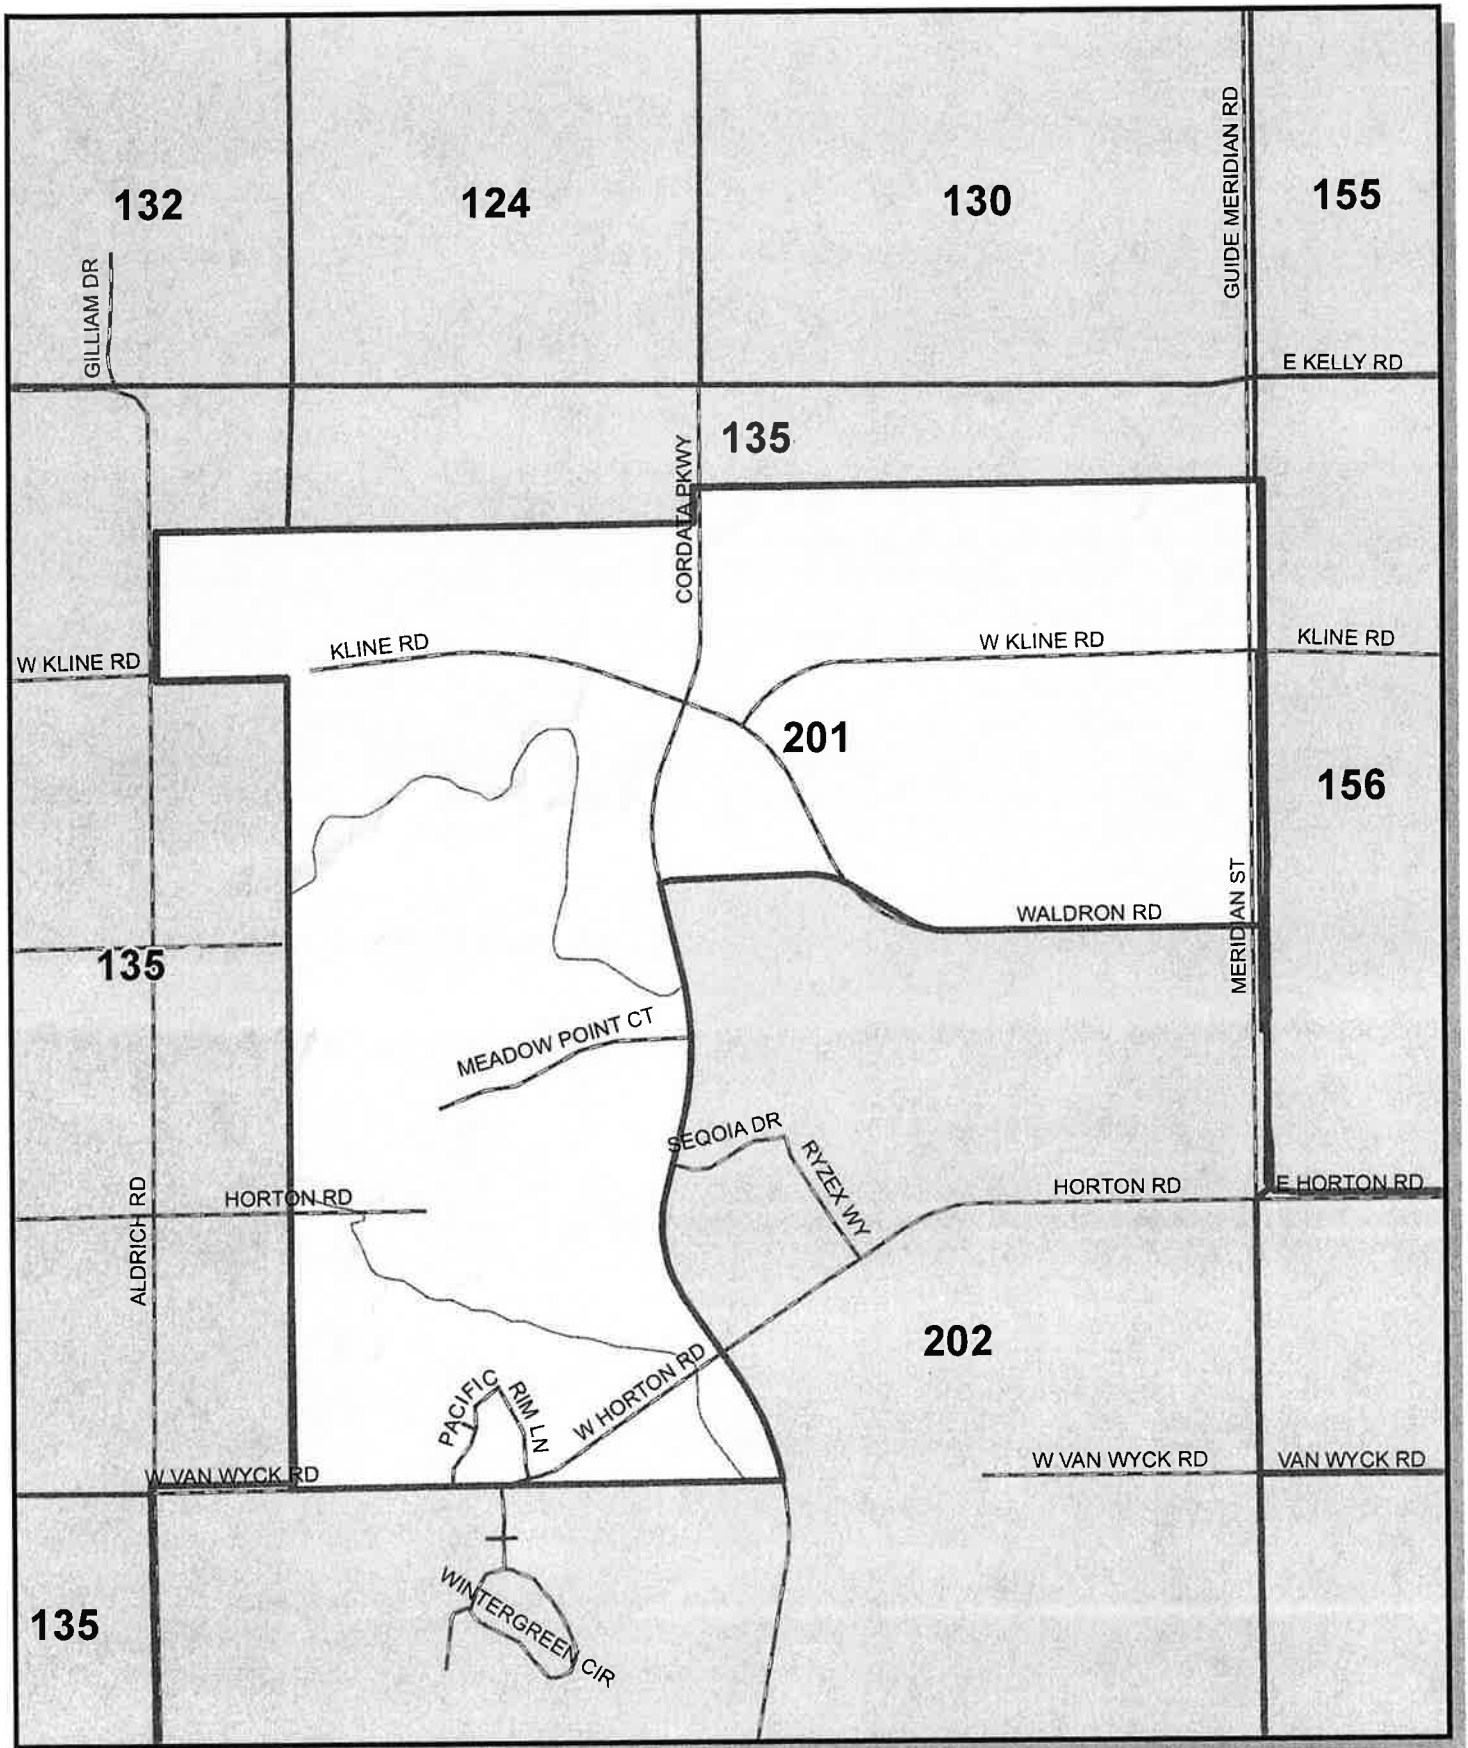 132
124
130
155
GUIDE MERIDIAN RD
GILLIAM DR
E KELLY RD
135
CORDATA PKWY
W KLINE RD
KLINE RD
W KLINE RD
KLINE RD
201
156
WALDRON RD
MERIDIAN ST
135
MEADOW POINT CT
SEQOIA DR
RYZEX WY
ALDRICH RD
HORTON RD
HORTON RD
E HORTON RD
202
PACIFIC
RIM LN
W HORTON RD
W VAN WYCK RD
W VAN WYCK RD
VAN WYCK RD
135
WINTERGREEN CIR